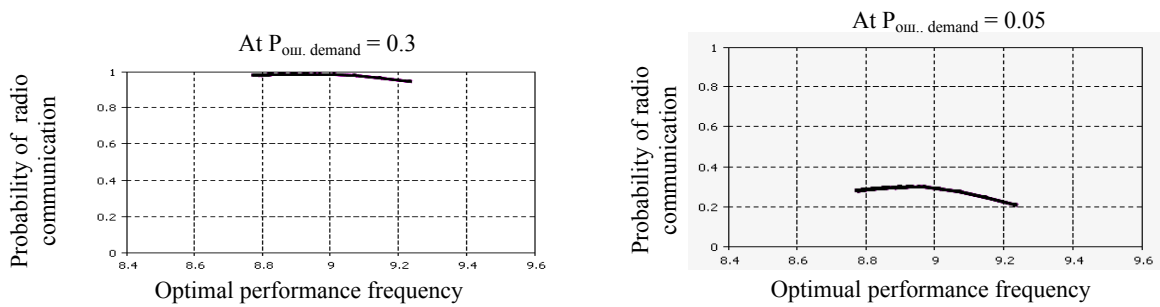 At Pош. demand = 0.3
Probability of radio
communication
1
0.8
0.6
0.4
0.2
0
8.4 8.6 8.8 9 9.2 9.4 9.6
Optimal performance frequency
At Pош.. demand = 0.05
Probability of radio
communication
1
0.8
0.6
0.4
0.2
0
8.4 8.6 8.8 9 9.2 9.4 9.6
Optimual performance frequency